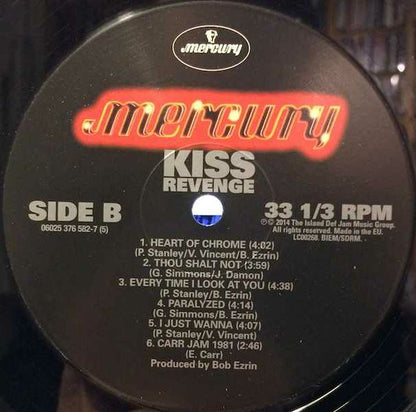 mercury
mercury
KISS
REVENGE
SIDE B
06025 376 582-7 (5)
33 1/3 RPM
℗ © 2014 The Island Def Jam Music Group.
All rights reserved. Made in the EU.
LC00268. BIEM/SDRM.
1. HEART OF CHROME (4:02)
(P. Stanley/V. Vincent/B. Ezrin)
2. THOU SHALT NOT (3:59)
(G. Simmons/J. Damon)
3. EVERY TIME I LOOK AT YOU (4:38)
(P. Stanley/B. Ezrin)
4. PARALYZED (4:14)
(G. Simmons/B. Ezrin)
5. I JUST WANNA (4:07)
(P. Stanley/V. Vincent)
6. CARR JAM 1981 (2:46)
(E. Carr)
Produced by Bob Ezrin